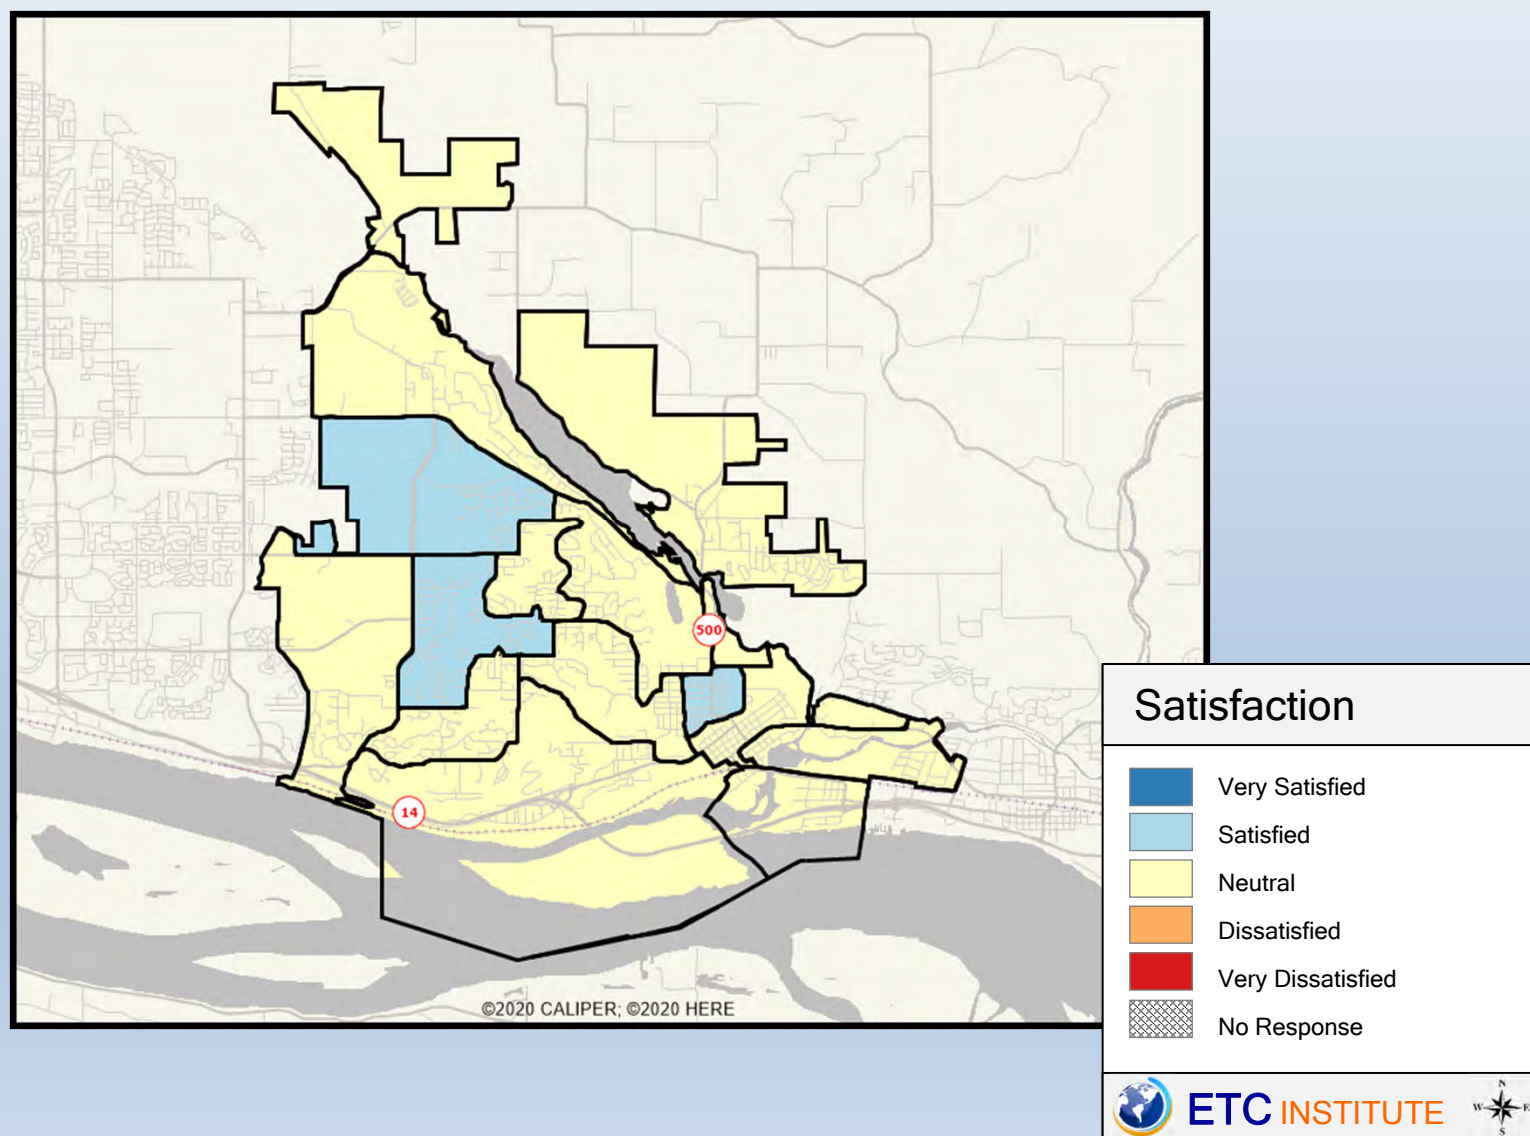 500
14
©2020 CALIPER; ©2020 HERE
Satisfaction
Very Satisfied
Satisfied
Neutral
Dissatisfied
Very Dissatisfied
No Response
ETC INSTITUTE
N
W E
S